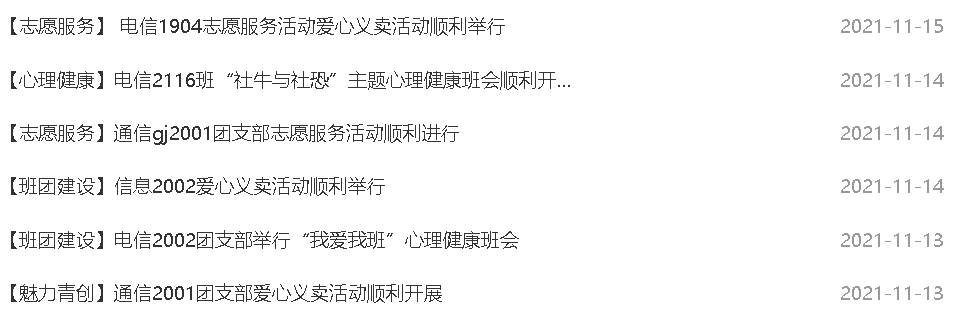 【志愿服务】 电信1904志愿服务活动爱心义卖活动顺利举行 2021-11-15
【心理健康】电信2116班“社牛与社恐”主题心理健康班会顺利开... 2021-11-14
【志愿服务】通信gj2001团支部志愿服务活动顺利进行 2021-11-14
【班团建设】信息2002爱心义卖活动顺利举行 2021-11-14
【班团建设】电信2002团支部举行“我爱我班”心理健康班会 2021-11-13
【魅力青创】通信2001团支部爱心义卖活动顺利开展 2021-11-13